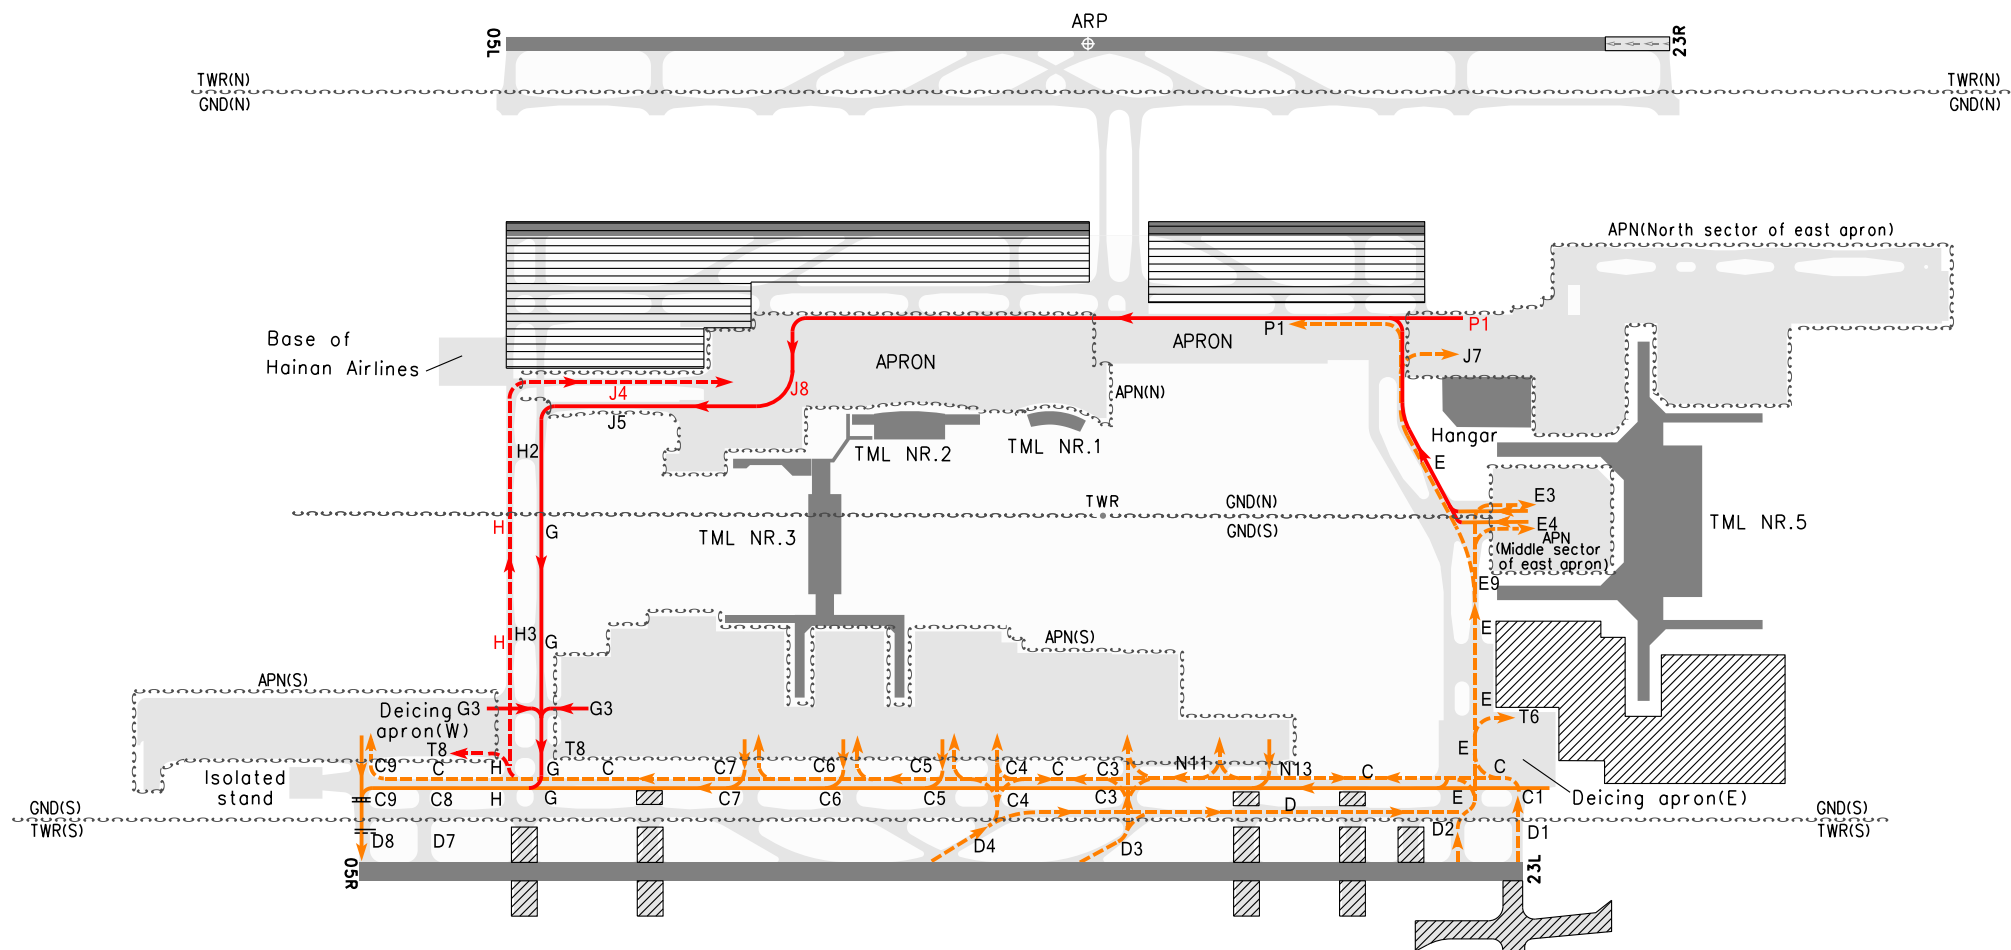 ARP
05L
23R
TWR(N)
GND(N)
TWR(N)
GND(N)
APN(North sector of east apron)
Base of
Hainan Airlines
P1
P1
APRON
APRON
J7
J4
J8
J5
APN(N)
H2
TML NR.2
TML NR.1
Hangar
E
E3
H
G
TML NR.3
TWR
GND(N)
GND(S)
E4
APN
(Middle sector
of east apron)
TML NR.5
E9
H
H3
G
APN(S)
E
APN(S)
Deicing
apron(W)
G3
G3
E
T6
T8
T8
E
C9
C
H
G
C
C7
C6
C5
C4
C
C3
N11
N13
C
C
Isolated
stand
C9
C8
H
G
C7
C6
C5
C4
C3
D
E
C1
Deicing apron(E)
GND(S)
TWR(S)
GND(S)
TWR(S)
D8
D7
D4
D3
D2
D1
05R
23L